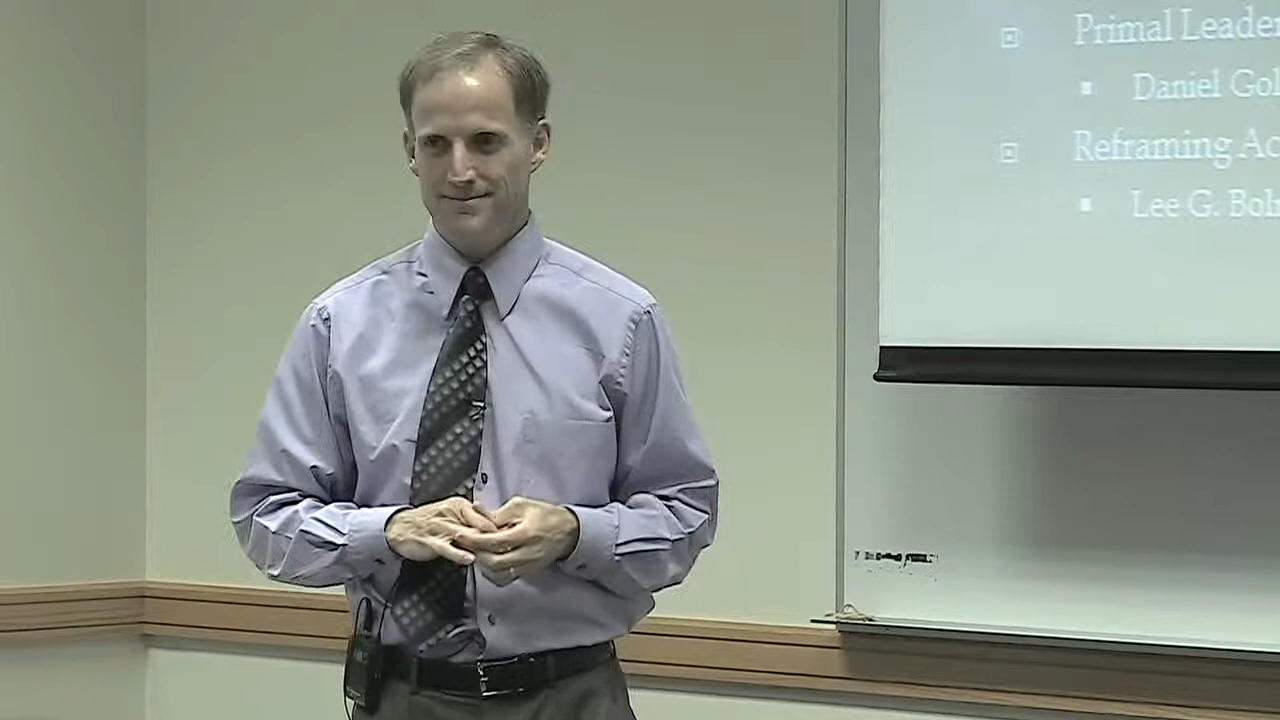 Primal Leader
Daniel Gol
Reframing Ac
Lee G. Bol